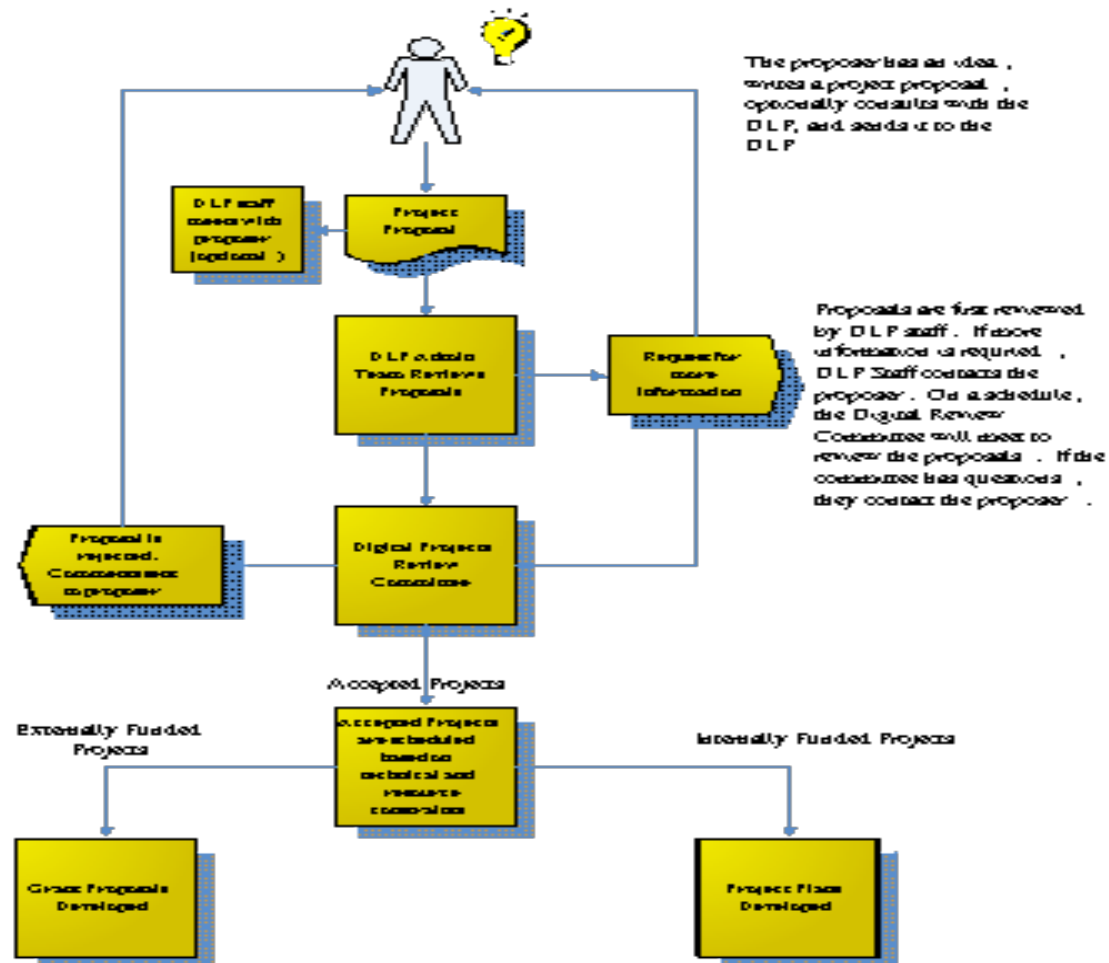 The proposer has an idea ,
writes a project proposal ,
optionally consults with the
DLP, and sends it to the
DLP
DLP staff
meets with
proposer
(optional )
Project
Proposal
DLP Admin
Team Reviews
Proposals
Request for
more
Information
Proposals are first reviewed
by DLP staff . If more
information is required ,
DLP Staff contacts the
proposer . On a schedule ,
the Digital Review
Committee will meet to
review the proposals . If the
committee has questions ,
they contact the proposer .
Proposal is
rejected.
to proposer
Digital Projects
Review
Committee
Accepted Projects
Accepted Projects
are scheduled
based on
technical and
resource
Externally Funded
Projects
Internally Funded Projects
Grant Proposals
Developed
Project Plans
Developed